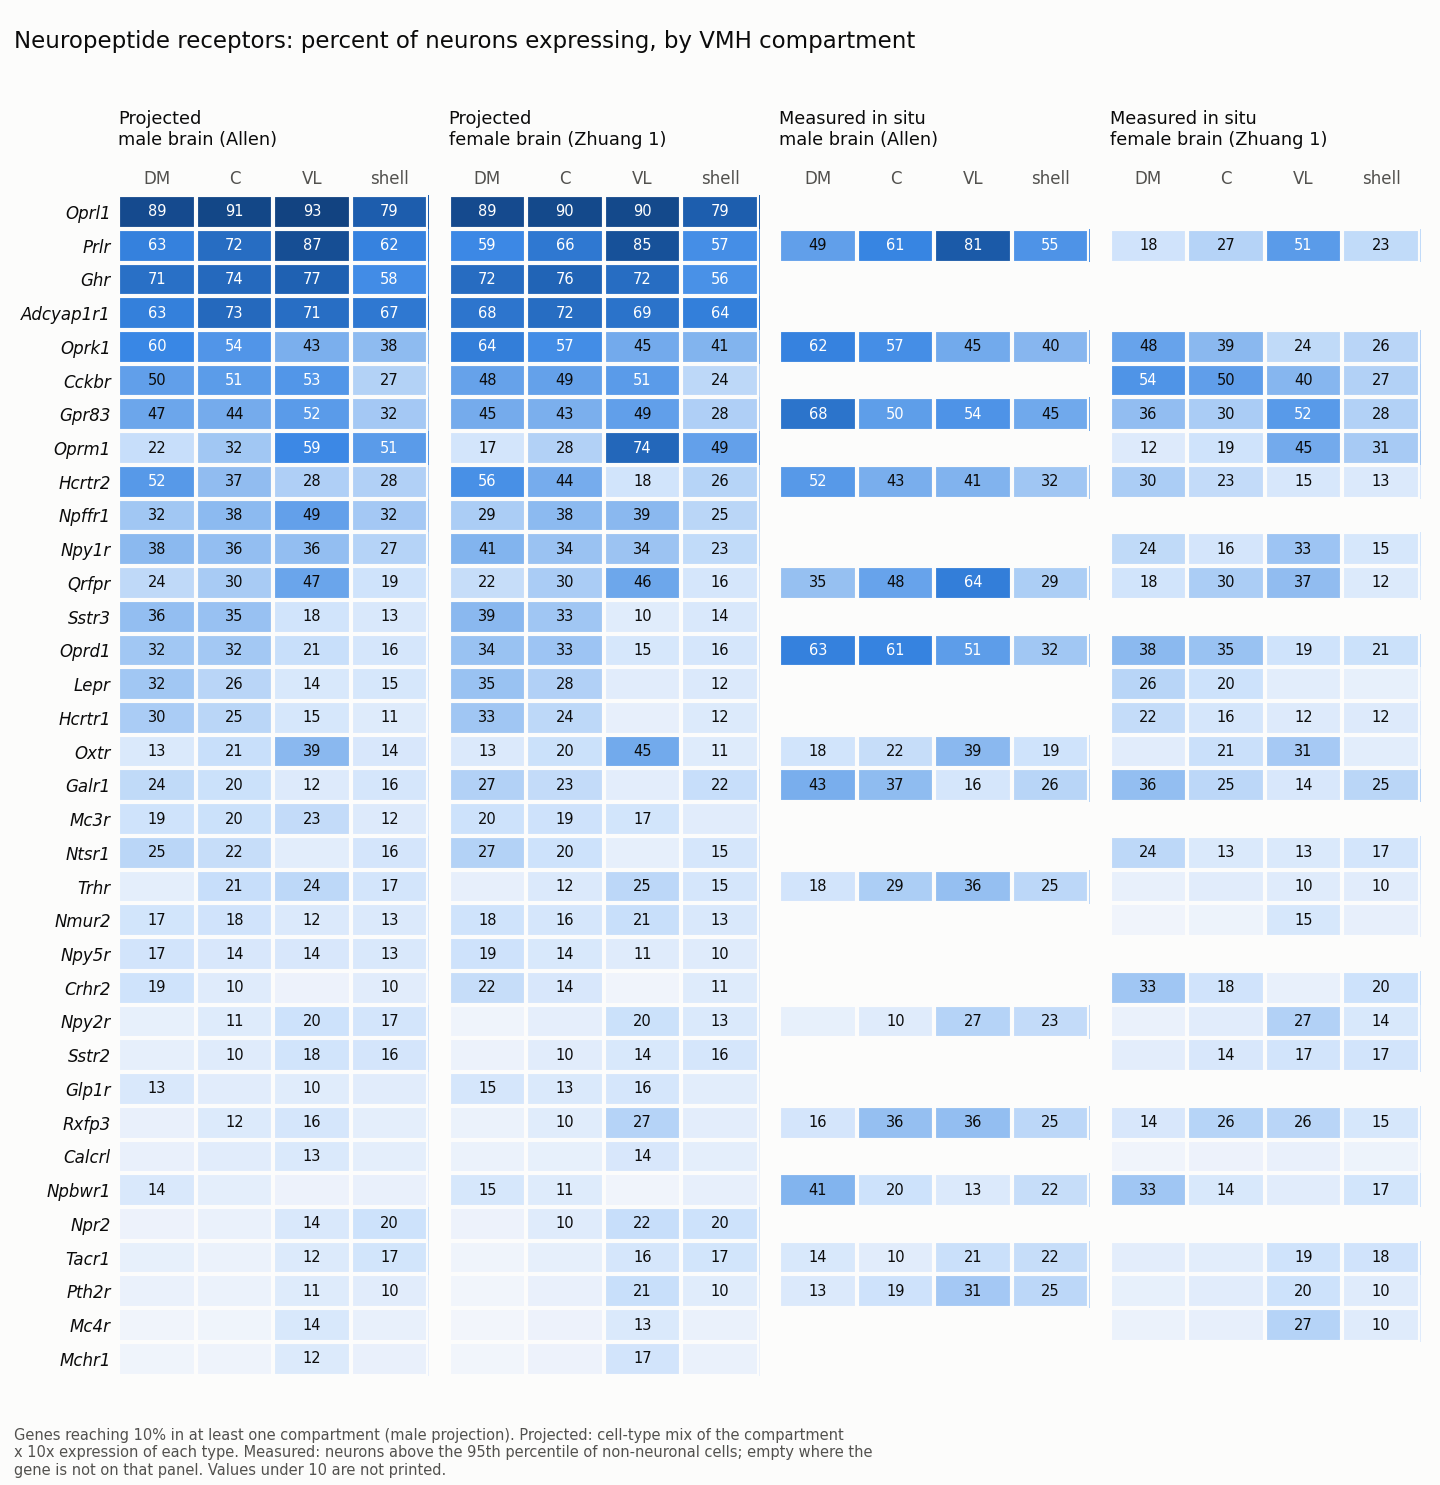 Neuropeptide receptors: percent of neurons expressing, by VMH compartment
Projected
male brain (Allen)
Projected
female brain (Zhuang 1)
Measured in situ
male brain (Allen)
Measured in situ
female brain (Zhuang 1)
DM C VL shell DM C VL shell DM C VL shell DM C VL shell
Oprl1 89 91 93 79 89 90 90 79
Prlr 63 72 87 62 59 66 85 57 49 61 81 55 18 27 51 23
Ghr 71 74 77 58 72 76 72 56
Adcyap1r1 63 73 71 67 68 72 69 64
Oprk1 60 54 43 38 64 57 45 41 62 57 45 40 48 39 24 26
Cckbr 50 51 53 27 48 49 51 24 54 50 40 27
Gpr83 47 44 52 32 45 43 49 28 68 50 54 45 36 30 52 28
Oprm1 22 32 59 51 17 28 74 49 12 19 45 31
Hcrtr2 52 37 28 28 56 44 18 26 52 43 41 32 30 23 15 13
Npffr1 32 38 49 32 29 38 39 25
Npy1r 38 36 36 27 41 34 34 23 24 16 33 15
Qrfpr 24 30 47 19 22 30 46 16 35 48 64 29 18 30 37 12
Sstr3 36 35 18 13 39 33 10 14
Oprd1 32 32 21 16 34 33 15 16 63 61 51 32 38 35 19 21
Lepr 32 26 14 15 35 28 12 26 20
Hcrtr1 30 25 15 11 33 24 12 22 16 12 12
Oxtr 13 21 39 14 13 20 45 11 18 22 39 19 21 31
Galr1 24 20 12 16 27 23 22 43 37 16 26 36 25 14 25
Mc3r 19 20 23 12 20 19 17
Ntsr1 25 22 16 27 20 15 24 13 13 17
Trhr 21 24 17 12 25 15 18 29 36 25 10 10
Nmur2 17 18 12 13 18 16 21 13 15
Npy5r 17 14 14 13 19 14 11 10
Crhr2 19 10 10 22 14 11 33 18 20
Npy2r 11 20 17 20 13 10 27 23 27 14
Sstr2 10 18 16 10 14 16 14 17 17
Glp1r 13 10 15 13 16
Rxfp3 12 16 10 27 16 36 36 25 14 26 26 15
Calcrl 13 14
Npbwr1 14 15 11 41 20 13 22 33 14 17
Npr2 14 20 10 22 20
Tacr1 12 17 16 17 14 10 21 22 19 18
Pth2r 11 10 21 10 13 19 31 25 20 10
Mc4r 14 13 27 10
Mchr1 12 17
Genes reaching 10% in at least one compartment (male projection). Projected: cell-type mix of the compartment
x 10x expression of each type. Measured: neurons above the 95th percentile of non-neuronal cells; empty where the
gene is not on that panel. Values under 10 are not printed.